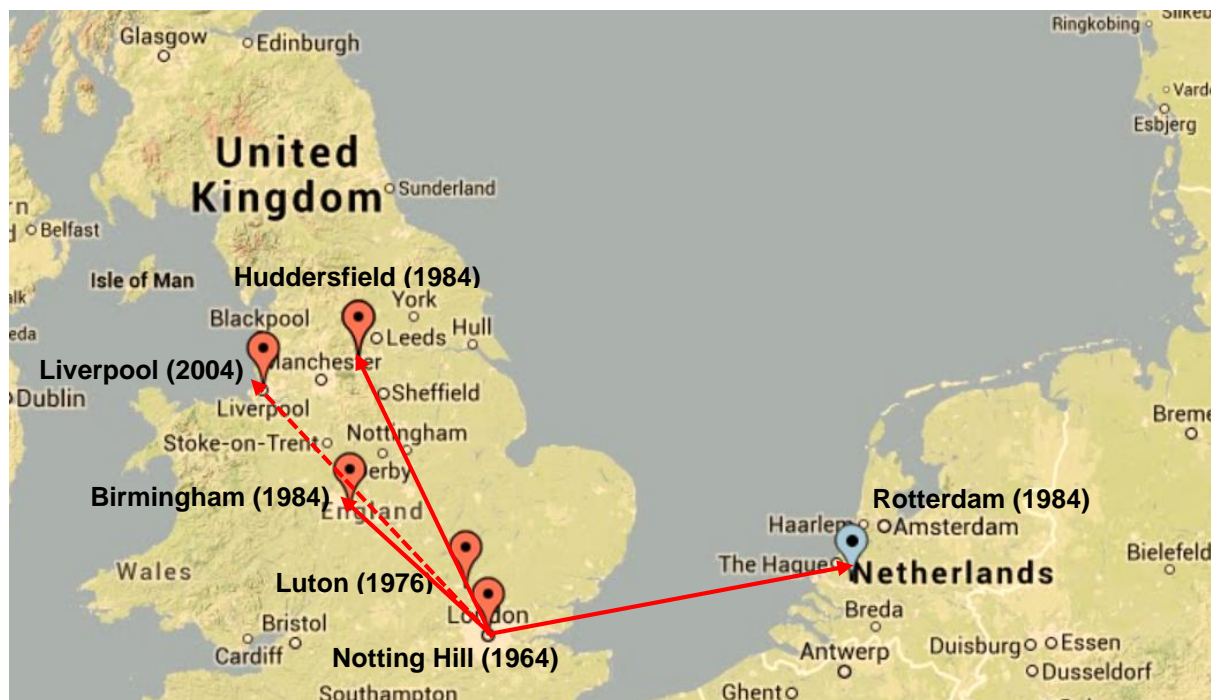 Glasgow
Edinburgh
Ringkobing
Silkeb
United
Kingdom
Varde
Esbjerg
Sunderland
Belfast
Isle of Man
Huddersfield (1984)
York
Blackpool
Leeds
Hull
eda
Manchester
Liverpool (2004)
Sheffield
Dublin
Liverpool
Breme
Nottingham
Stoke-on-Trent
Derby
Birmingham (1984)
England
Rotterdam (1984)
Haarlem
Amsterdam
Bielefeld
The Hague
Netherlands
Wales
Luton (1976)
London
Breda
Bristol
Cardiff
Notting Hill (1964)
Antwerp
Duisburg
Essen
Dusseldorf
Southampton
Ghent